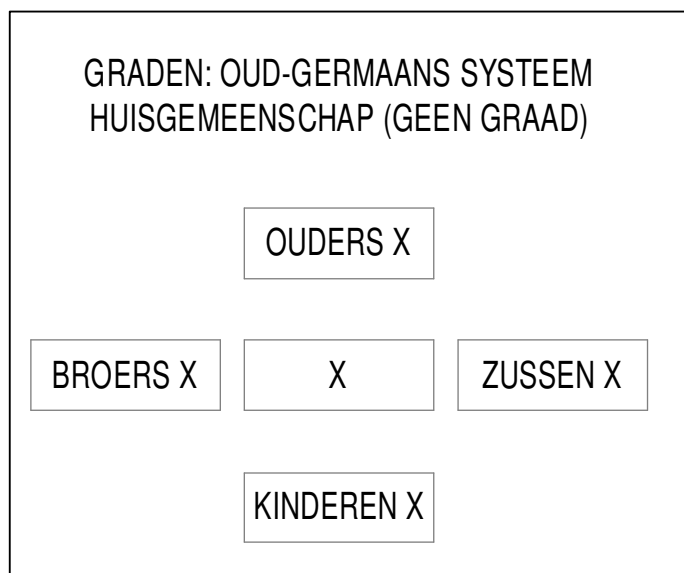 GRADEN: OUD-GERMAANS SYSTEEM
HUISGEMEENSCHAP (GEEN GRAAD)
OUDERS X
BROERS X
X
ZUSSEN X
KINDEREN X